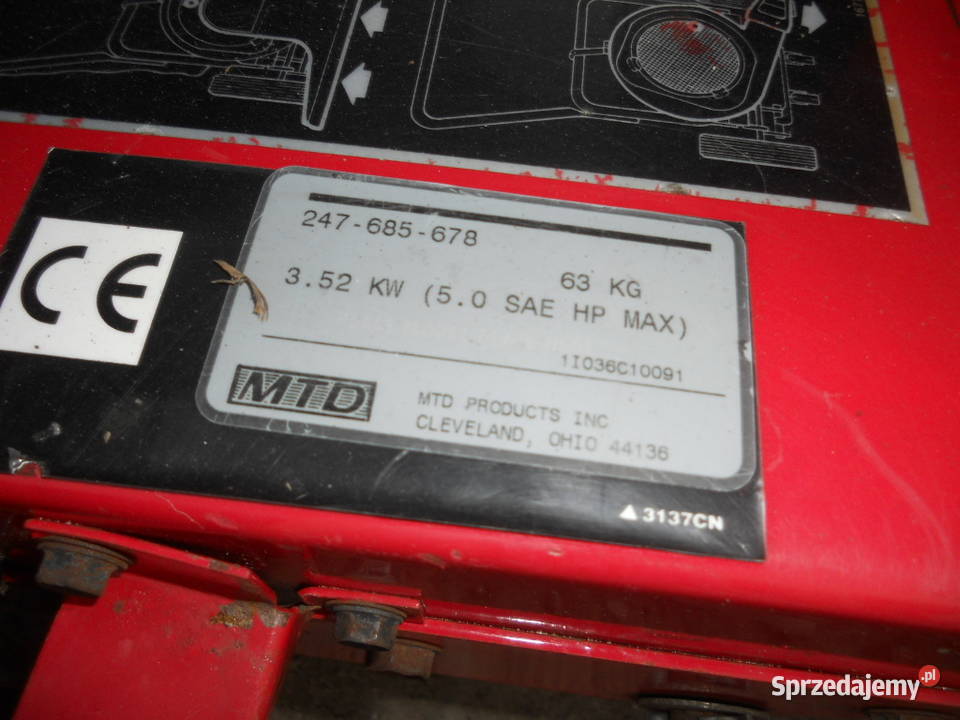 247-685-678
63 KG
3.52 KW (5.0 SAE HP MAX)
1I036C10091
MTD
MTD PRODUCTS INC
CLEVELAND, OHIO 44136
CE
▲ 3137CN
Sprzedajemy.pl